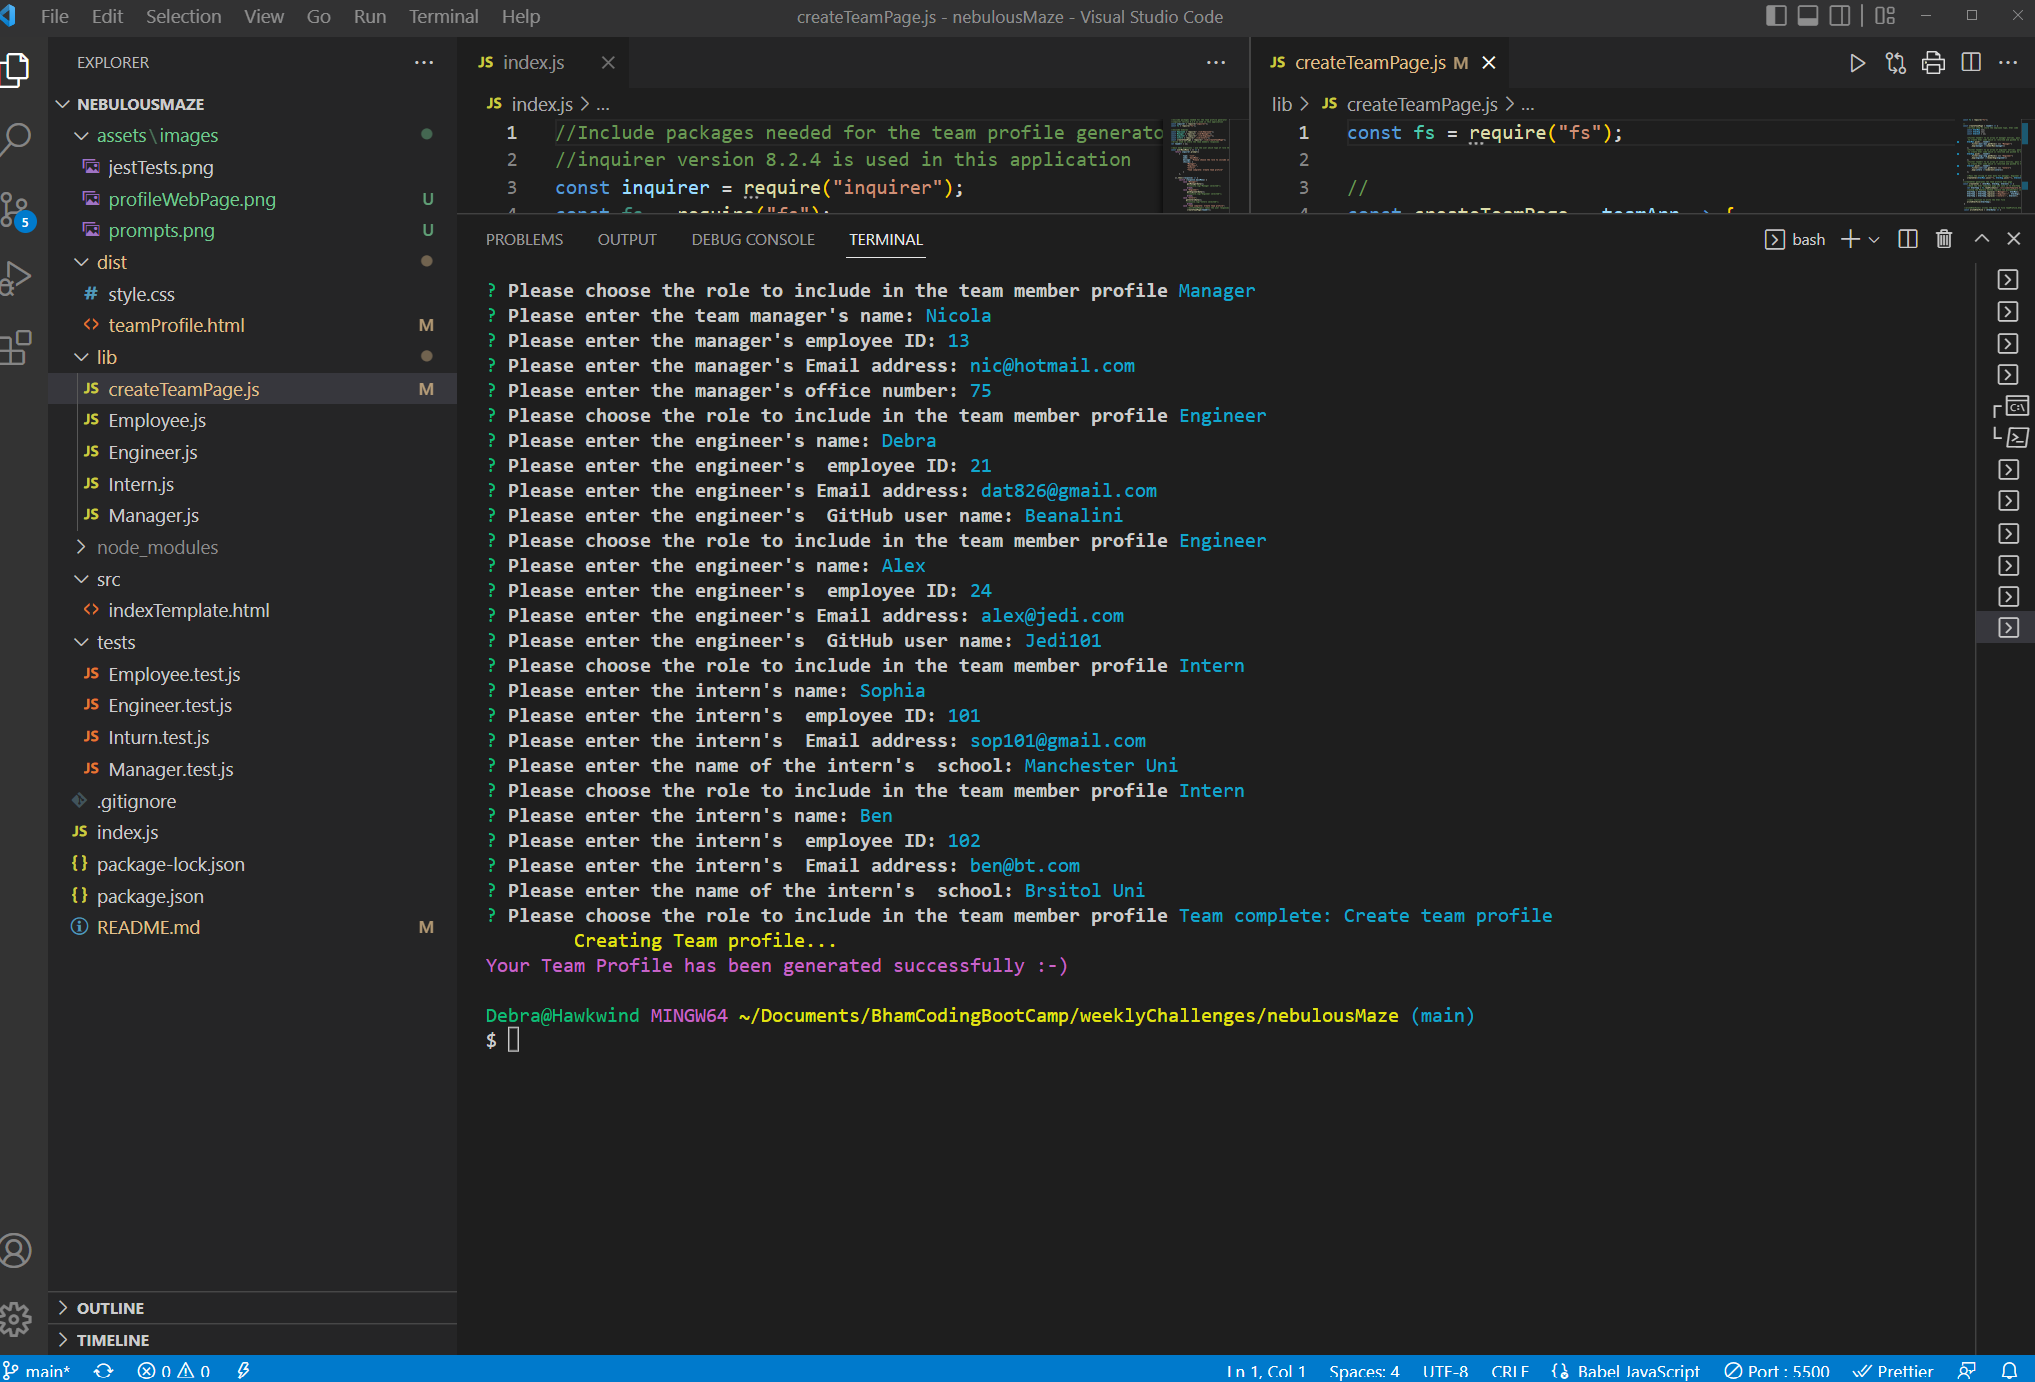 File Edit Selection View Go Run Terminal Help
createTeamPage.js - nebulousMaze - Visual Studio Code
EXPLORER
NEBULOUSMAZE
assets\images
jestTests.png
profileWebPage.png U
prompts.png U
dist
# style.css
<> teamProfile.html M
lib
JS createTeamPage.js M
JS Employee.js
JS Engineer.js
JS Intern.js
JS Manager.js
node_modules
src
<> indexTemplate.html
tests
JS Employee.test.js
JS Engineer.test.js
JS Inturn.test.js
JS Manager.test.js
.gitignore
JS index.js
{} package-lock.json
{} package.json
README.md M
OUTLINE
TIMELINE
5
JS index.js
JS index.js > ...
1 //Include packages needed for the team profile generato
2 //inquirer version 8.2.4 is used in this application
3 const inquirer = require("inquirer");
4 const fs = require("fs");
JS createTeamPage.js M
lib > JS createTeamPage.js > ...
1 const fs = require("fs");
2
3 //
4 const createTeamPage = teamArr => {
PROBLEMS OUTPUT DEBUG CONSOLE TERMINAL
bash
? Please choose the role to include in the team member profile Manager
? Please enter the team manager's name: Nicola
? Please enter the manager's employee ID: 13
? Please enter the manager's Email address: nic@hotmail.com
? Please enter the manager's office number: 75
? Please choose the role to include in the team member profile Engineer
? Please enter the engineer's name: Debra
? Please enter the engineer's  employee ID: 21
? Please enter the engineer's Email address: dat826@gmail.com
? Please enter the engineer's  GitHub user name: Beanalini
? Please choose the role to include in the team member profile Engineer
? Please enter the engineer's name: Alex
? Please enter the engineer's  employee ID: 24
? Please enter the engineer's Email address: alex@jedi.com
? Please enter the engineer's  GitHub user name: Jedi101
? Please choose the role to include in the team member profile Intern
? Please enter the intern's name: Sophia
? Please enter the intern's  employee ID: 101
? Please enter the intern's  Email address: sop101@gmail.com
? Please enter the name of the intern's  school: Manchester Uni
? Please choose the role to include in the team member profile Intern
? Please enter the intern's name: Ben
? Please enter the intern's  employee ID: 102
? Please enter the intern's  Email address: ben@bt.com
? Please enter the name of the intern's  school: Brsitol Uni
? Please choose the role to include in the team member profile Team complete: Create team profile
Creating Team profile...
Your Team Profile has been generated successfully :-)
Debra@Hawkwind MINGW64 ~/Documents/BhamCodingBootCamp/weeklyChallenges/nebulousMaze (main)
$
main* 0 0 Ln 1, Col 1 Spaces: 4 UTF-8 CRLF Babel JavaScript Port : 5500 Prettier